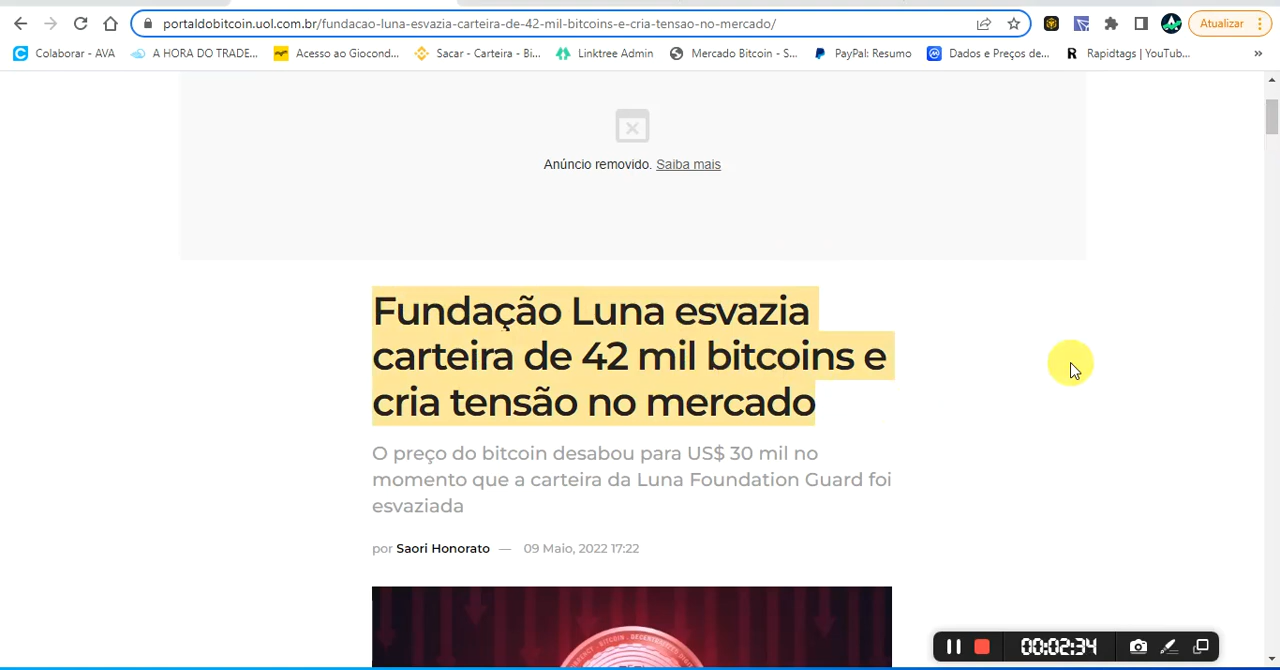 portaldobitcoin.uol.com.br/fundacao-luna-esvazia-carteira-de-42-mil-bitcoins-e-cria-tensao-no-mercado/
Atualizar
Colaborar - AVA
A HORA DO TRADE...
Acesso ao Giocond...
Sacar - Carteira - Bi...
Linktree Admin
Mercado Bitcoin - S...
PayPal: Resumo
Dados e Preços de...
Rapidtags | YouTub...
»
Anúncio removido. Saiba mais
Fundação Luna esvazia
carteira de 42 mil bitcoins e
cria tensão no mercado
O preço do bitcoin desabou para US$ 30 mil no
momento que a carteira da Luna Foundation Guard foi
esvaziada
por Saori Honorato — 09 Maio, 2022 17:22
00:02:34